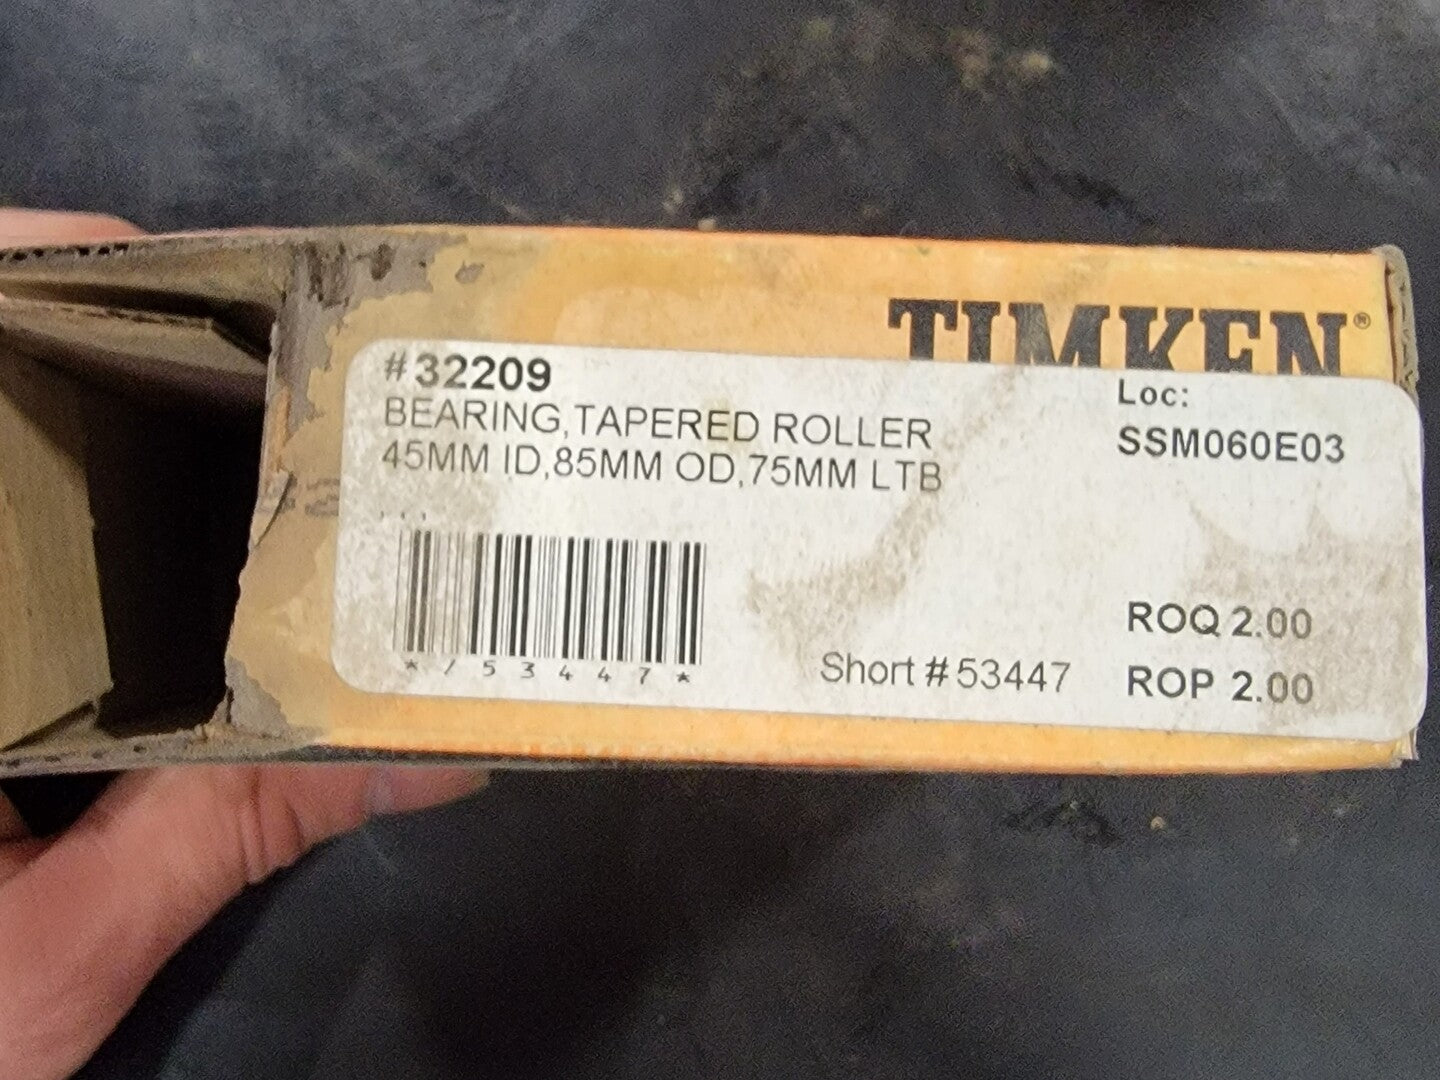 TIMKEN®
#32209
BEARING,TAPERED ROLLER
45MM ID,85MM OD,75MM LTB
Loc:
SSM060E03
. . .
*/53447*
Short #53447
ROQ 2.00
ROP 2.00